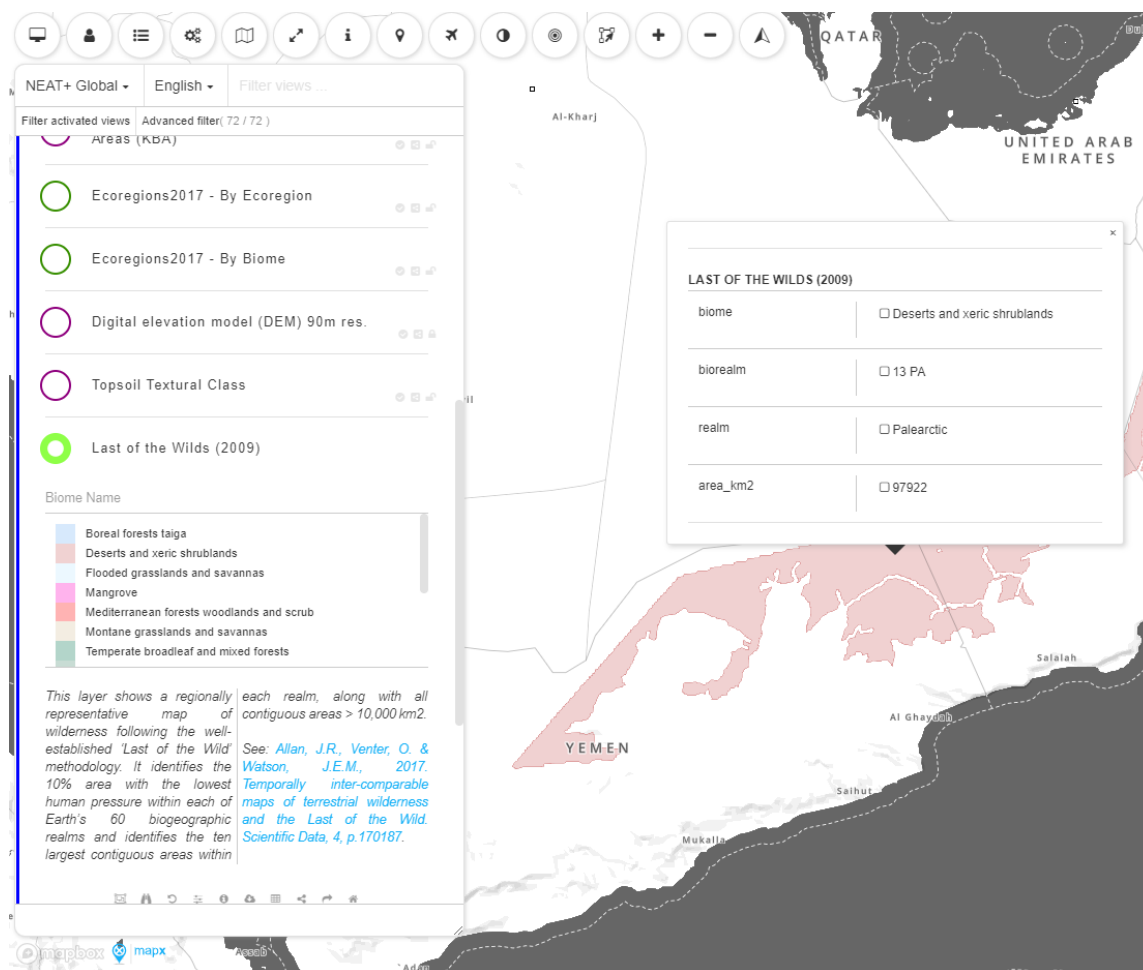 NEAT+ Global
English
Filter views ...
Filter activated views
Advanced filter( 72 / 72 )
Areas (KBA)
Ecoregions2017 - By Ecoregion
Ecoregions2017 - By Biome
Digital elevation model (DEM) 90m res.
Topsoil Textural Class
Last of the Wilds (2009)
Biome Name
Boreal forests taiga
Deserts and xeric shrublands
Flooded grasslands and savannas
Mangrove
Mediterranean forests woodlands and scrub
Montane grasslands and savannas
Temperate broadleaf and mixed forests
This layer shows a regionally
representative map of
wilderness following the well-
established 'Last of the Wild'
methodology. It identifies the
10% area with the lowest
human pressure within each of
Earth's 60 biogeographic
realms and identifies the ten
largest contiguous areas within
each realm, along with all
contiguous areas > 10,000 km2.
See: Allan, J.R., Venter, O. &
Watson, J.E.M., 2017.
Temporally inter-comparable
maps of terrestrial wilderness
and the Last of the Wild.
Scientific Data, 4, p.170187.
mapbox
mapx
QATAR
Al-Kharj
UNITED ARAB
EMIRATES
×
LAST OF THE WILDS (2009)
biome
Deserts and xeric shrublands
biorealm
13 PA
realm
Palearctic
area_km2
97922
Salalah
Al Ghaydah
YEMEN
Saihut
Mukalla
Assab
Adan